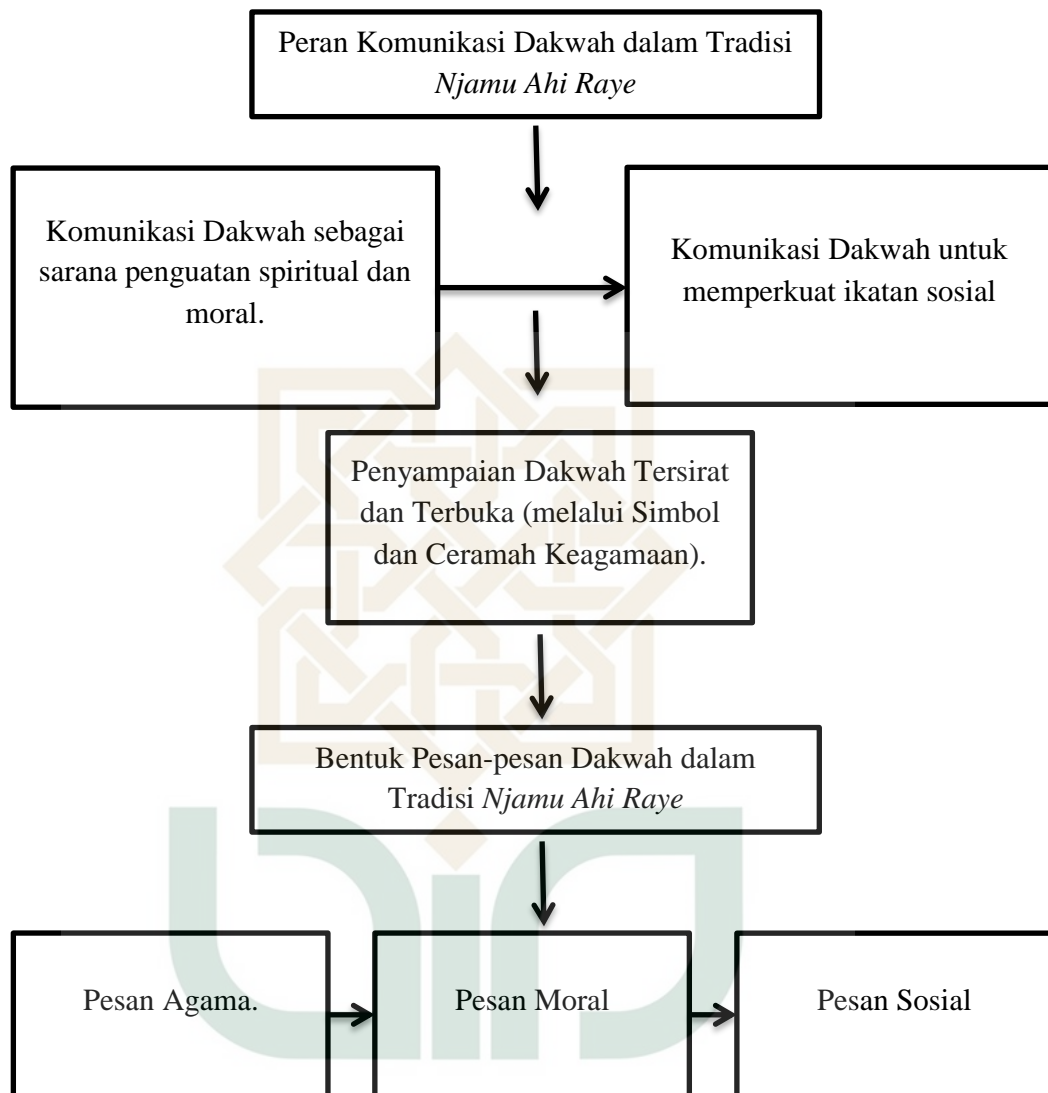 Peran Komunikasi Dakwah dalam Tradisi
Njamu Ahi Raye
Komunikasi Dakwah sebagai
sarana penguatan spiritual dan
moral.
Komunikasi Dakwah untuk
memperkuat ikatan sosial
Penyampaian Dakwah Tersirat
dan Terbuka (melalui Simbol
dan Ceramah Keagamaan).
Bentuk Pesan-pesan Dakwah dalam
Tradisi Njamu Ahi Raye
Pesan Agama.
Pesan Moral
Pesan Sosial